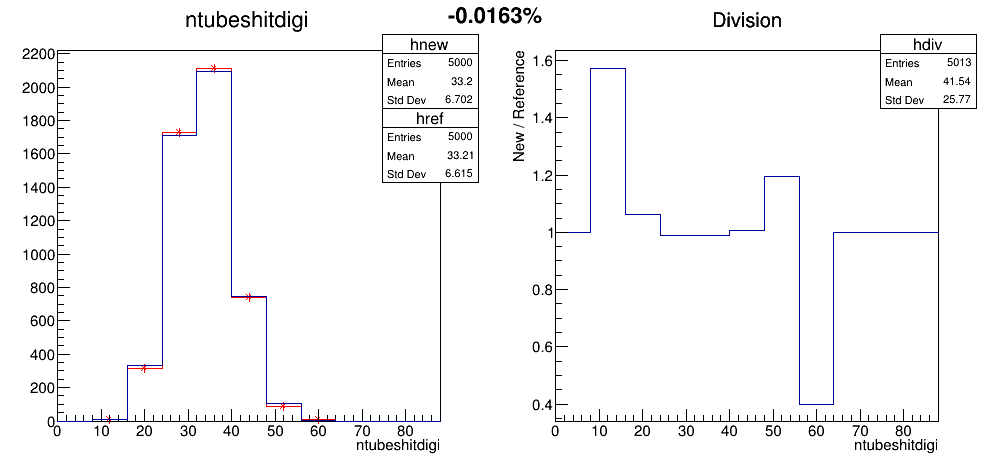 -0.0163%
ntubeshitdigi
hnew
Entries 5000
Mean 33.2
Std Dev 6.702
href
Entries 5000
Mean 33.21
Std Dev 6.615
2200
2000
1800
1600
1400
1200
1000
800
600
400
200
0
0 10 20 30 40 50 60 70 80
ntubeshitdigi
Division
hdiv
Entries 5013
Mean 41.54
Std Dev 25.77
New / Reference
1.6
1.4
1.2
1
0.8
0.6
0.4
0 10 20 30 40 50 60 70 80
ntubeshitdigi